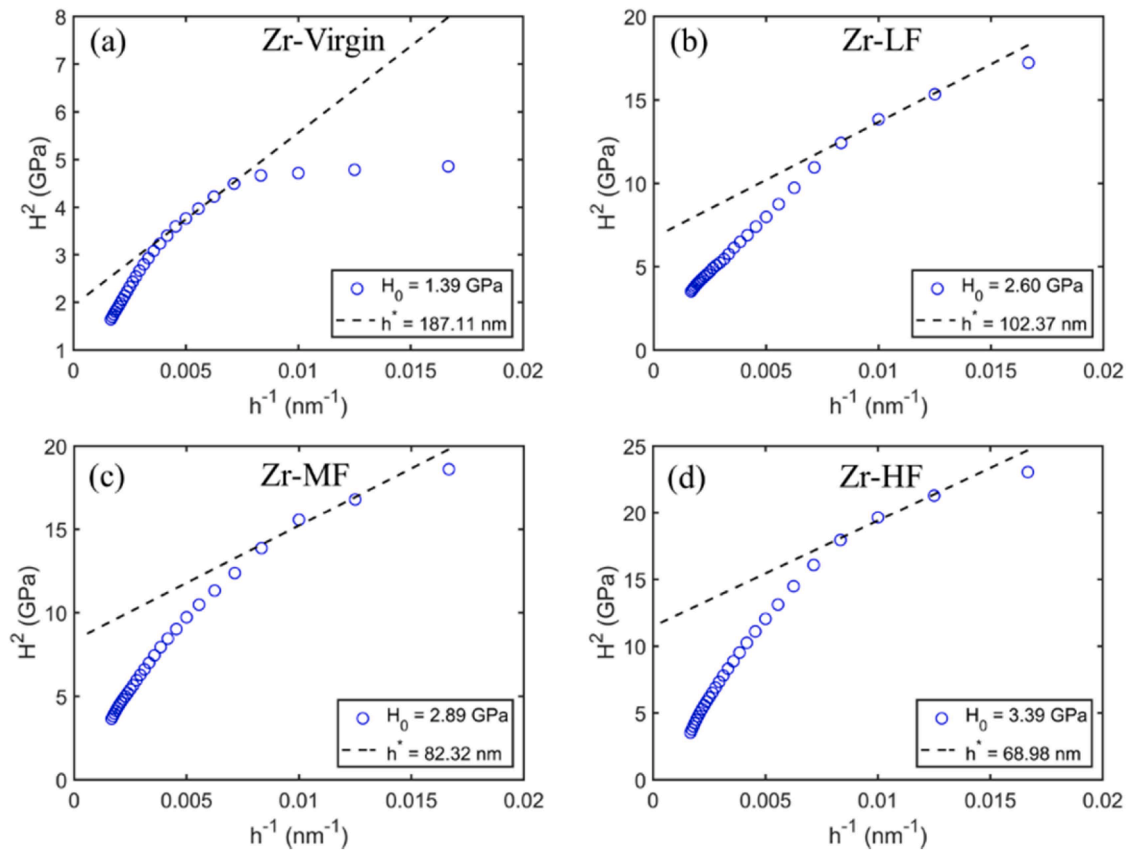 (a) Zr-Virgin
H² (GPa)
8
7
6
5
4
3
2
1
H₀ = 1.39 GPa
h* = 187.11 nm
0 0.005 0.01 0.015 0.02
h⁻¹ (nm⁻¹)
(b) Zr-LF
H² (GPa)
20
15
10
5
0
H₀ = 2.60 GPa
h* = 102.37 nm
0 0.005 0.01 0.015 0.02
h⁻¹ (nm⁻¹)
(c) Zr-MF
H² (GPa)
20
15
10
5
0
H₀ = 2.89 GPa
h* = 82.32 nm
0 0.005 0.01 0.015 0.02
h⁻¹ (nm⁻¹)
(d) Zr-HF
H² (GPa)
25
20
15
10
5
0
H₀ = 3.39 GPa
h* = 68.98 nm
0 0.005 0.01 0.015 0.02
h⁻¹ (nm⁻¹)